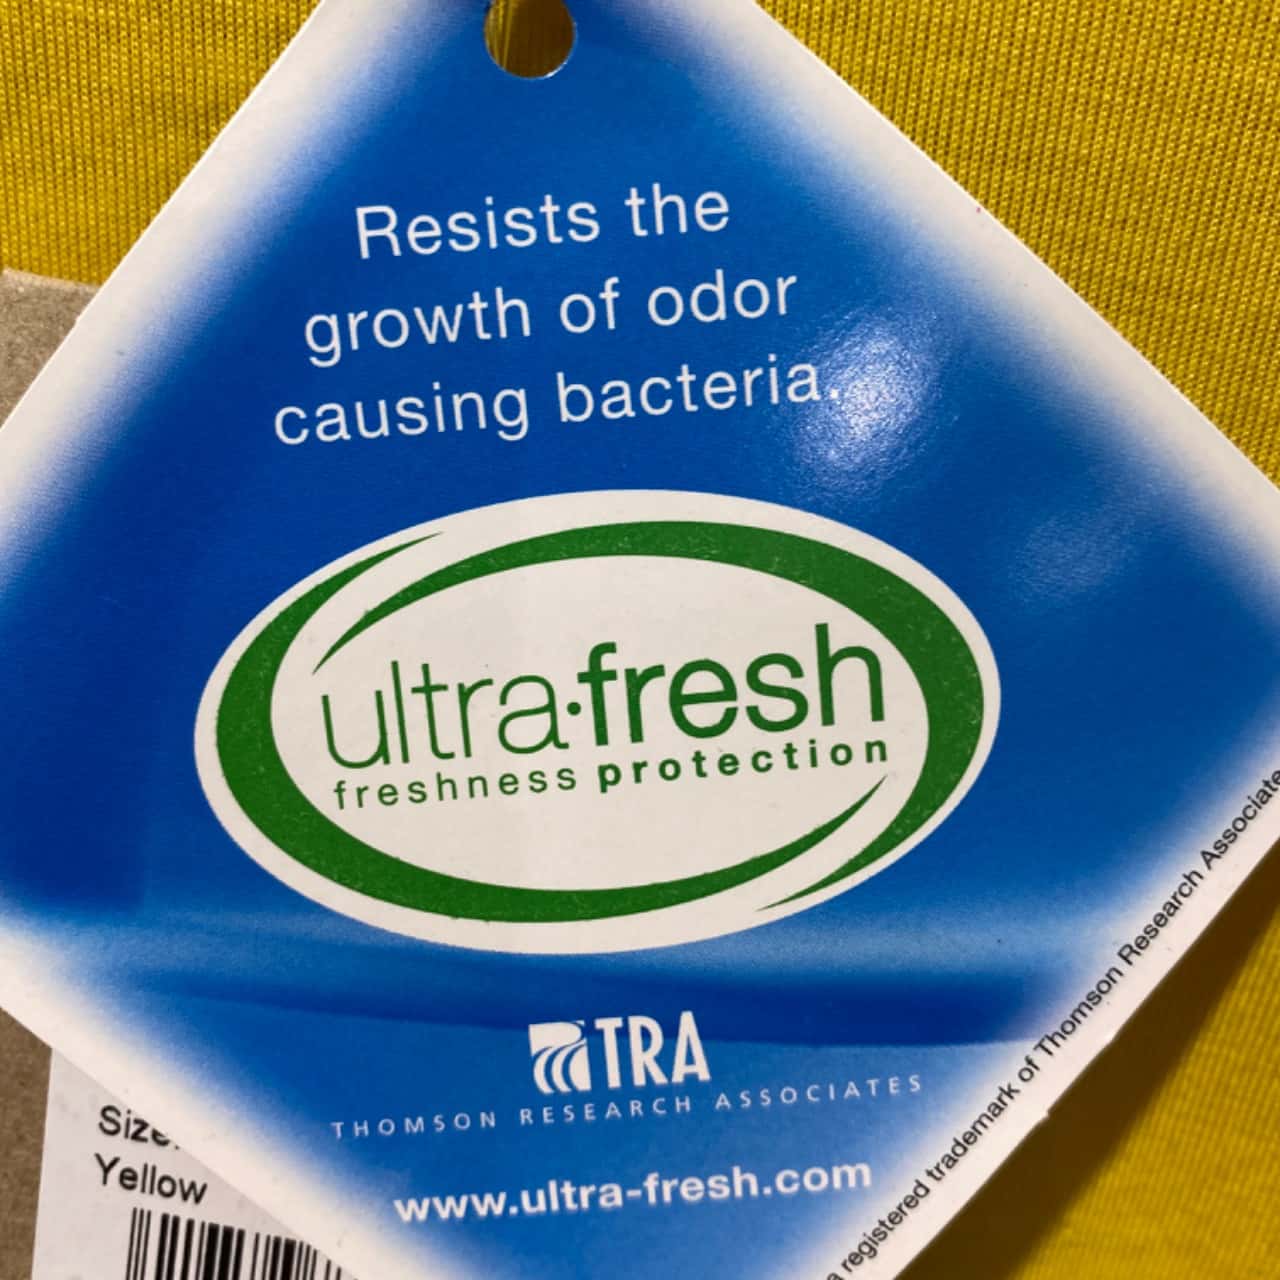 Resists the
growth of odor
causing bacteria.
ultra·fresh
freshness protection
TRA
THOMSON RESEARCH ASSOCIATES
www.ultra-fresh.com
a registered trademark of Thomson Research Associate
Size
Yellow